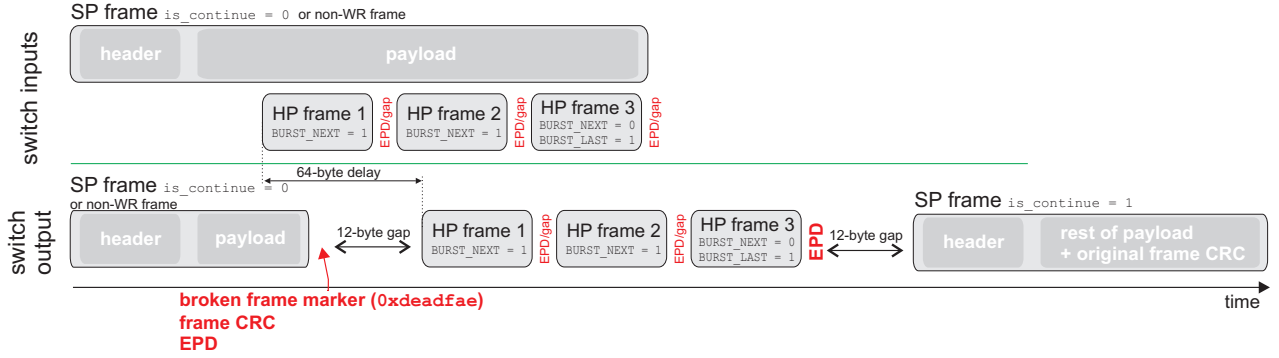 SP frame is_continue = 0 or non-WR frame
header
payload
switch inputs
HP frame 1
BURST_NEXT = 1
EPD/gap
HP frame 2
BURST_NEXT = 1
EPD/gap
HP frame 3
BURST_NEXT = 0
BURST_LAST = 1
EPD/gap
64-byte delay
SP frame is_continue = 0
or non-WR frame
switch
output
header
payload
12-byte gap
HP frame 1
BURST_NEXT = 1
EPD/gap
HP frame 2
BURST_NEXT = 1
EPD/gap
HP frame 3
BURST_NEXT = 0
BURST_LAST = 1
EPD
12-byte gap
SP frame is_continue = 1
header
rest of payload
+ original frame CRC
time
broken frame marker (0xdeadfae)
frame CRC
EPD